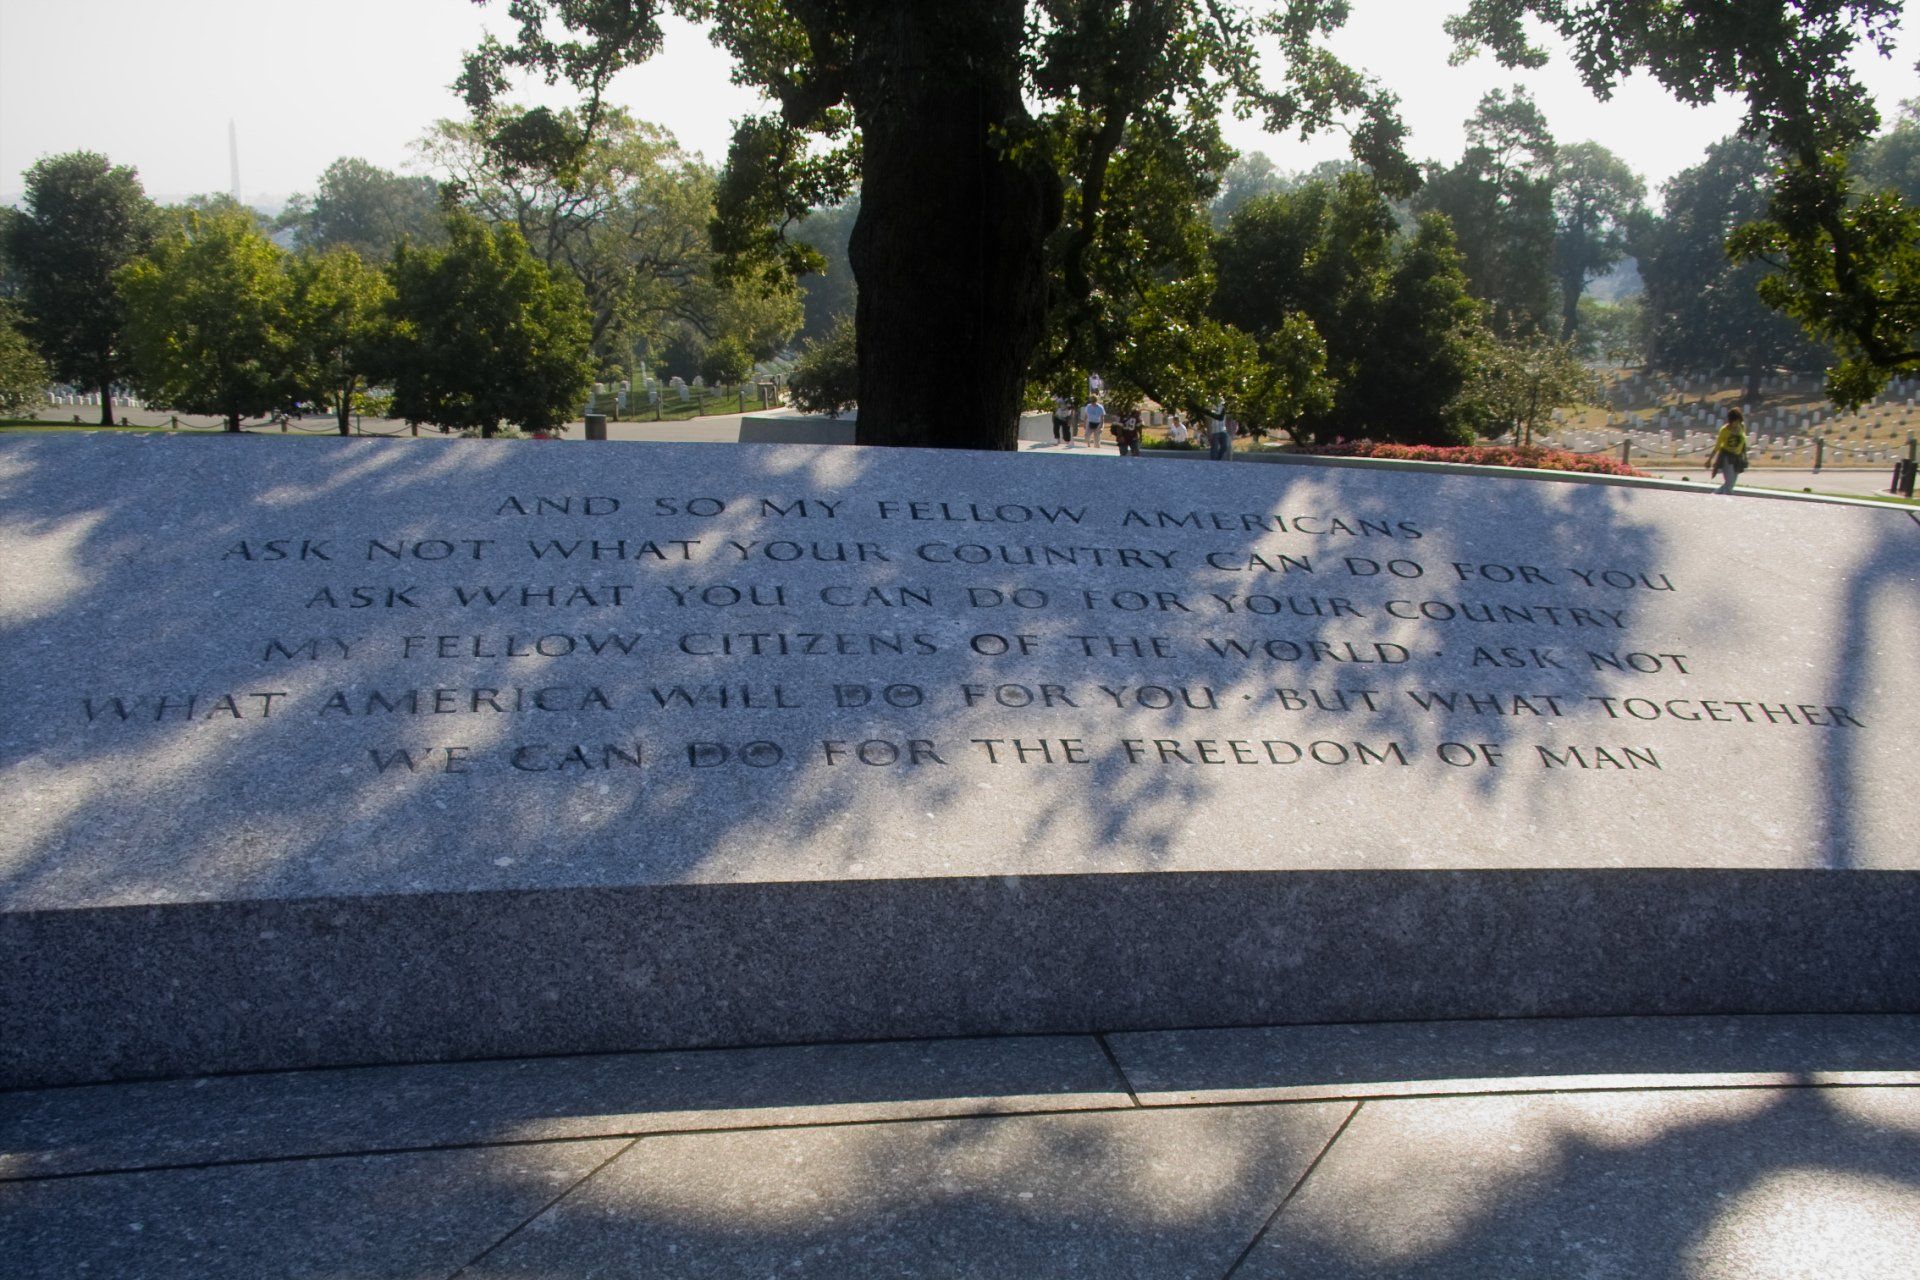 AND SO MY FELLOW AMERICANS
ASK NOT WHAT YOUR COUNTRY CAN DO FOR YOU
ASK WHAT YOU CAN DO FOR YOUR COUNTRY
MY FELLOW CITIZENS OF THE WORLD · ASK NOT
WHAT AMERICA WILL DO FOR YOU · BUT WHAT TOGETHER
WE CAN DO FOR THE FREEDOM OF MAN